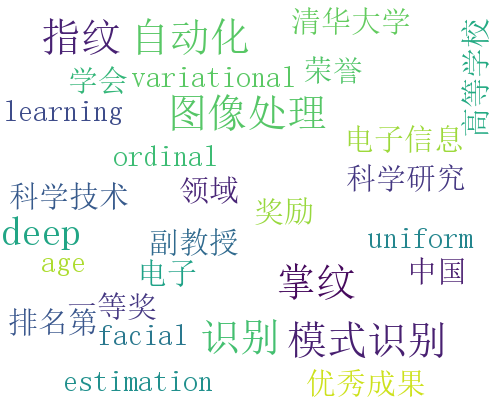 清华大学
指纹 自动化
高等学校
学会 variational 荣誉
learning 图像处理
电子信息
ordinal
科学研究
科学技术 领域
奖励
deep 副教授 uniform
age 电子 掌纹 中国
一等奖
排名第 facial 识别 模式识别
estimation 优秀成果